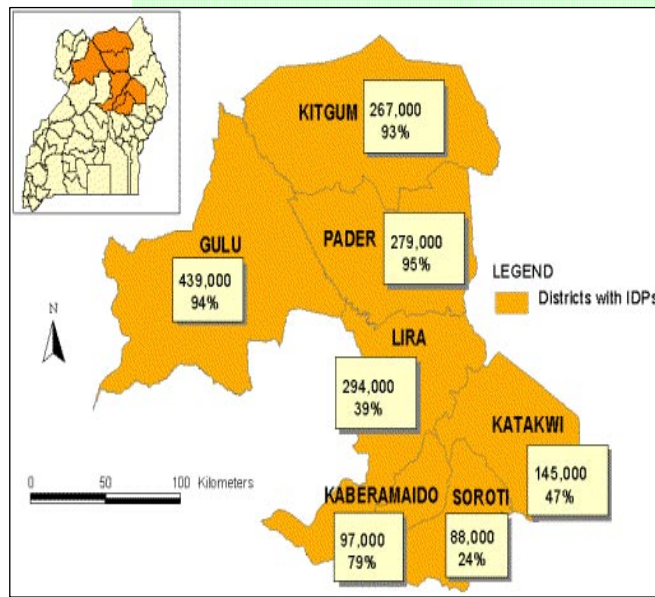 KITGUM
267,000
93%
PADER
279,000
95%
GULU
439,000
94%
LEGEND
Districts with IDPs
N
LIRA
294,000
39%
KATAKWI
145,000
47%
0 50 100 Kilometers
KABERAMAIDO
97,000
79%
SOROTI
88,000
24%